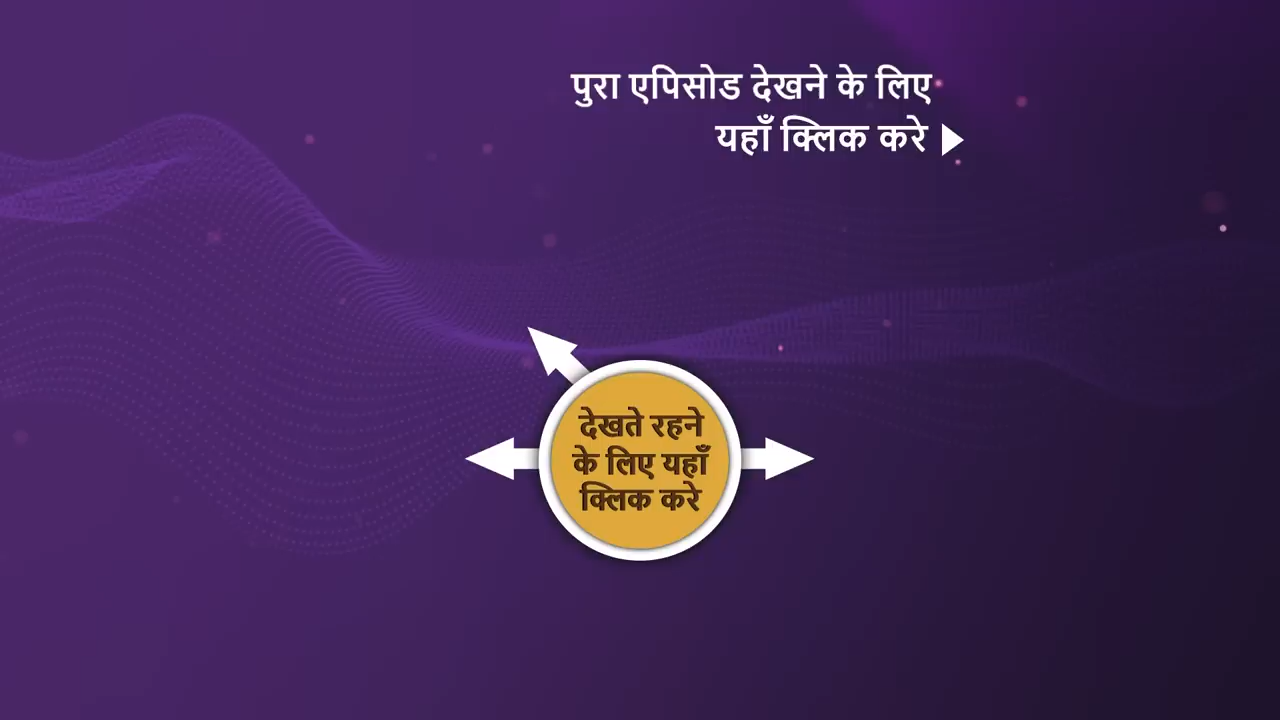 पुरा एपिसोड देखने के लिए
यहाँ क्लिक करे
देखते रहने
के लिए यहाँ
क्लिक करे